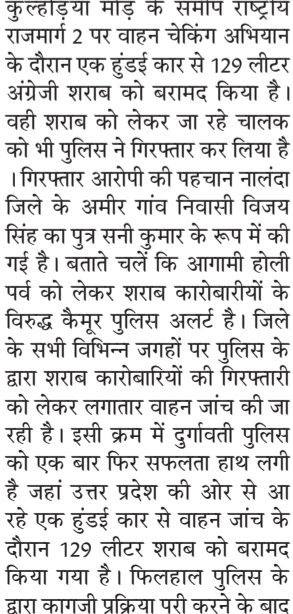 कुल्हड़िया मोड़ के समीप राष्ट्रीय
राजमार्ग 2 पर वाहन चेकिंग अभियान
के दौरान एक हुंडई कार से 129 लीटर
अंग्रेजी शराब को बरामद किया है।
वही शराब को लेकर जा रहे चालक
को भी पुलिस ने गिरफ्तार कर लिया है
। गिरफ्तार आरोपी की पहचान नालंदा
जिले के अमीर गांव निवासी विजय
सिंह का पुत्र सनी कुमार के रूप में की
गई है। बताते चलें कि आगामी होली
पर्व को लेकर शराब कारोबारीयों के
विरुद्ध कैमूर पुलिस अलर्ट है। जिले
के सभी विभिन्न जगहों पर पुलिस के
द्वारा शराब कारोबारियों की गिरफ्तारी
को लेकर लगातार वाहन जांच की जा
रही है। इसी क्रम में दुर्गावती पुलिस
को एक बार फिर सफलता हाथ लगी
है जहां उत्तर प्रदेश की ओर से आ
रहे एक हुंडई कार से वाहन जांच के
दौरान 129 लीटर शराब को बरामद
किया गया है। फिलहाल पुलिस के
द्वारा कागजी प्रक्रिया पूरी करने के बाद